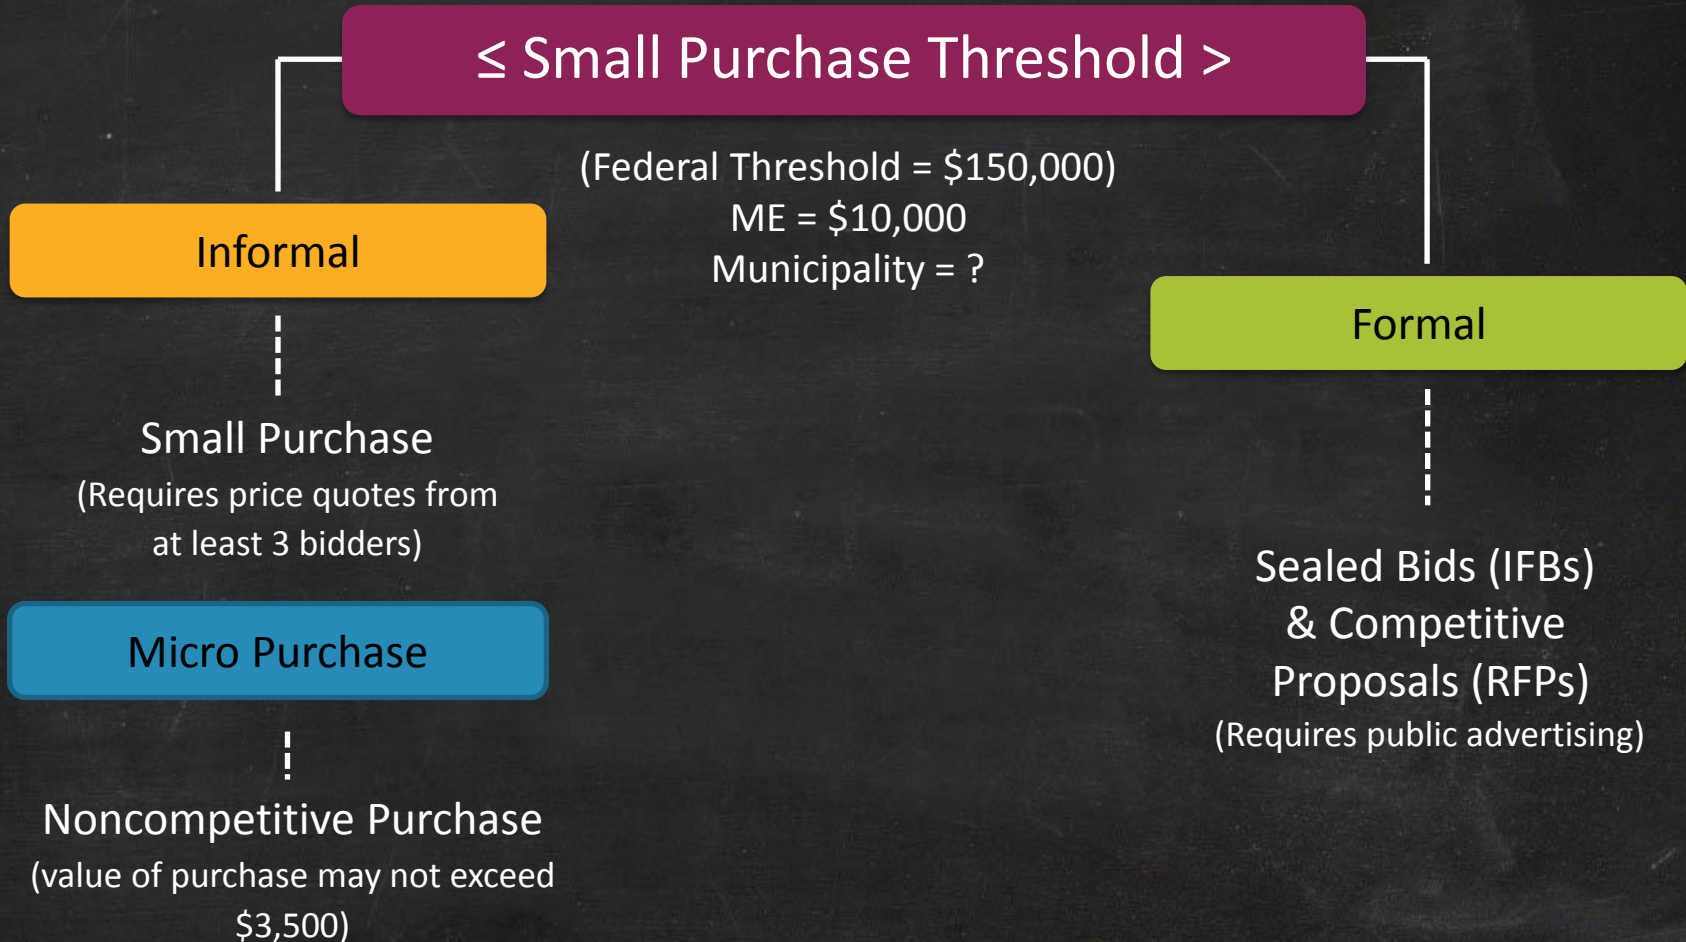 ≤ Small Purchase Threshold >
(Federal Threshold = $150,000)
ME = $10,000
Municipality = ?
Informal
Small Purchase
(Requires price quotes from
at least 3 bidders)
Micro Purchase
Noncompetitive Purchase
(value of purchase may not exceed
$3,500)
Formal
Sealed Bids (IFBs)
& Competitive
Proposals (RFPs)
(Requires public advertising)